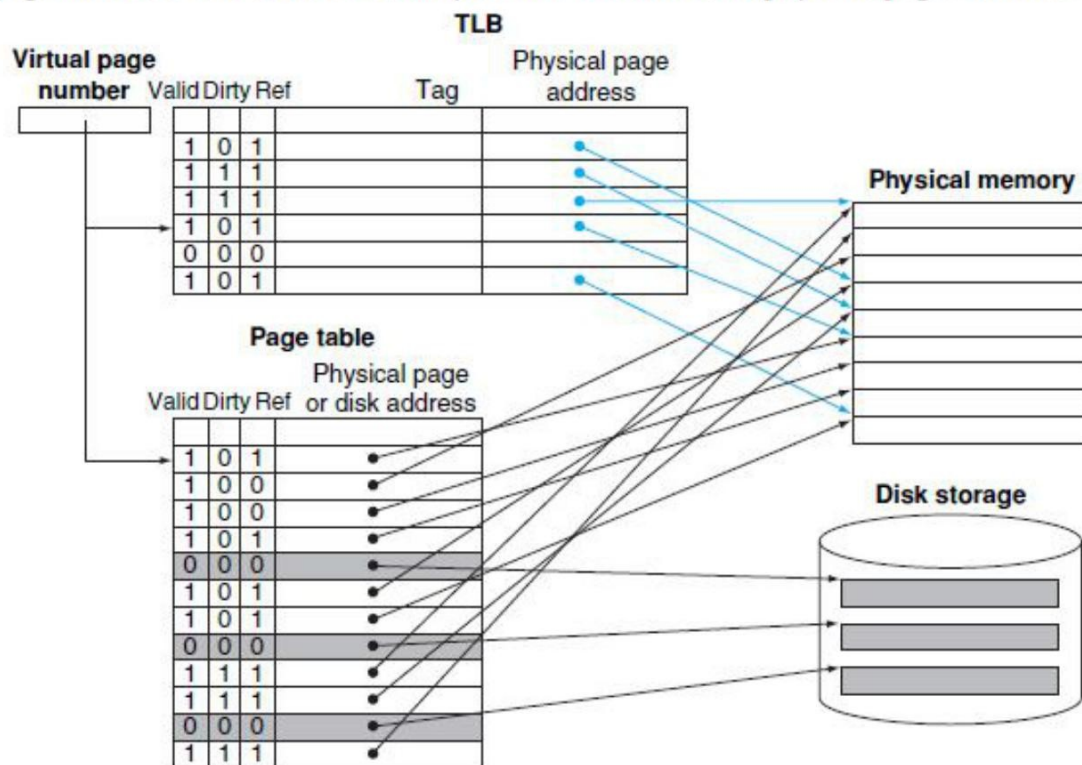 TLB
Virtual page
number
Valid Dirty Ref
Tag
Physical page
address
1 0 1
1 1 1
1 1 1
1 0 1
0 0 0
1 0 1
Physical memory
Page table
Physical page
Valid Dirty Ref or disk address
1 0 1
1 0 0
1 0 0
1 0 1
0 0 0
1 0 1
1 0 1
0 0 0
1 1 1
1 1 1
0 0 0
1 1 1
Disk storage